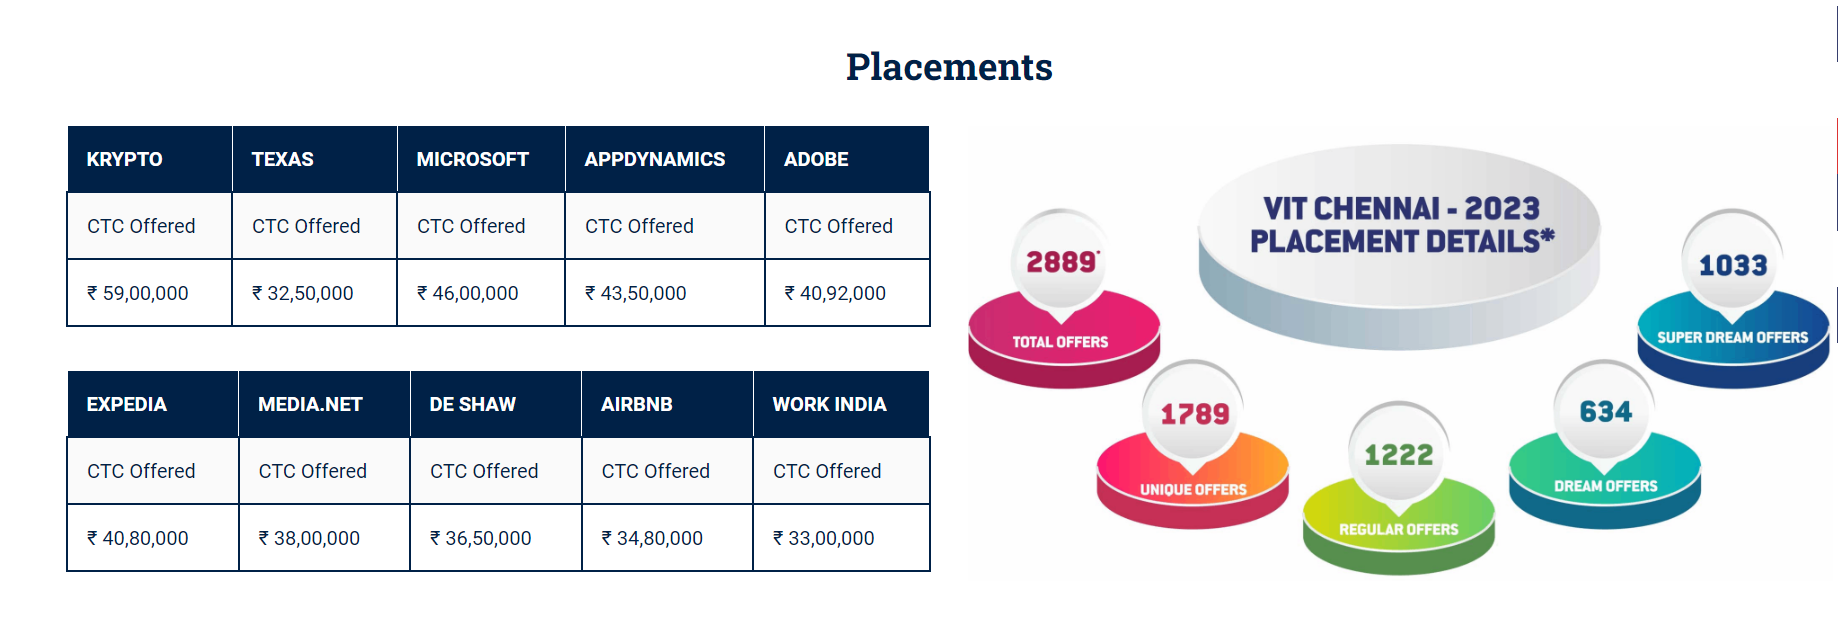 Placements
KRYPTO TEXAS MICROSOFT APPDYNAMICS ADOBE
CTC Offered CTC Offered CTC Offered CTC Offered CTC Offered
₹ 59,00,000 ₹ 32,50,000 ₹ 46,00,000 ₹ 43,50,000 ₹ 40,92,000
EXPEDIA MEDIA.NET DE SHAW AIRBNB WORK INDIA
CTC Offered CTC Offered CTC Offered CTC Offered CTC Offered
₹ 40,80,000 ₹ 38,00,000 ₹ 36,50,000 ₹ 34,80,000 ₹ 33,00,000
VIT CHENNAI - 2023
PLACEMENT DETAILS*
2889*
TOTAL OFFERS
1789
UNIQUE OFFERS
1222
REGULAR OFFERS
634
DREAM OFFERS
1033
SUPER DREAM OFFERS